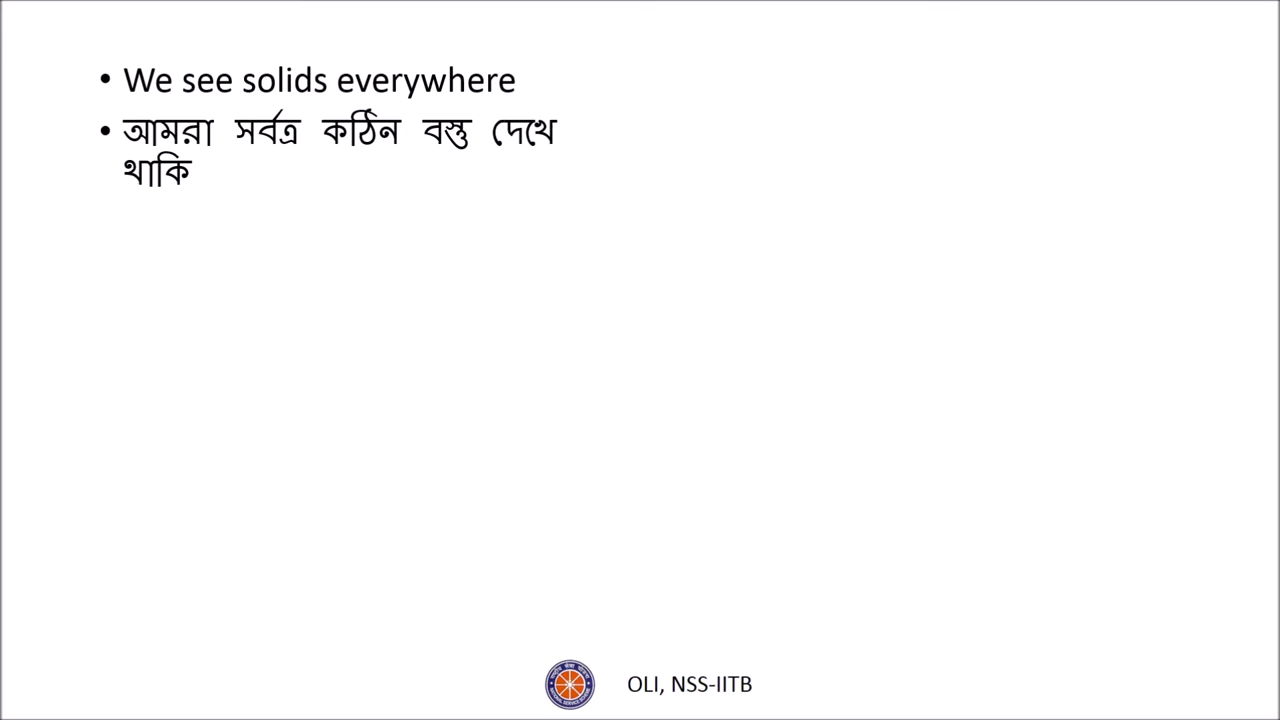 • We see solids everywhere
• আমরা সর্বত্র কঠিন বস্তু দেখে
থাকি
OLI, NSS-IITB